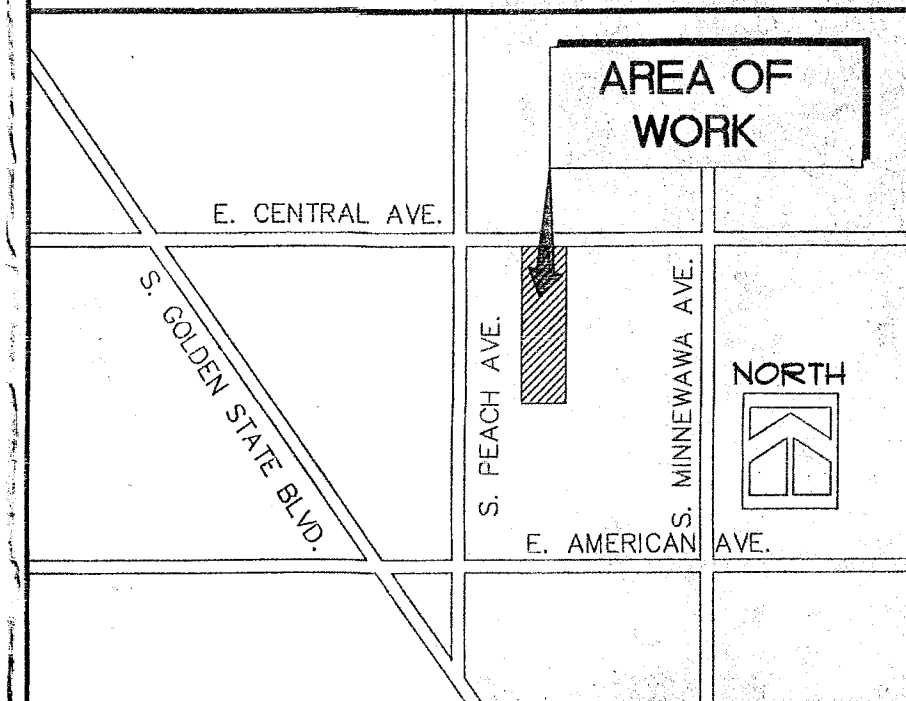 AREA OF
WORK
E. CENTRAL AVE.
S. GOLDEN STATE BLVD.
S. PEACH AVE.
S. MINNEWAWA AVE.
NORTH
E. AMERICAN AVE.